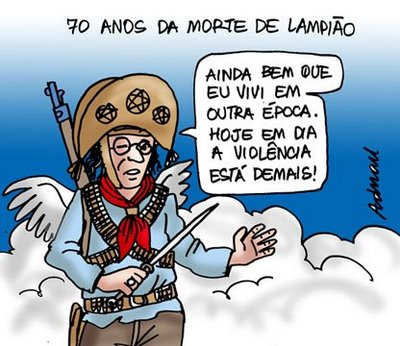 70 ANOS DA MORTE DE LAMPIÃO
AINDA BEM QUE
EU VIVI EM
OUTRA ÉPOCA.
HOJE EM DIA
A VIOLÊNCIA
ESTÁ DEMAIS!